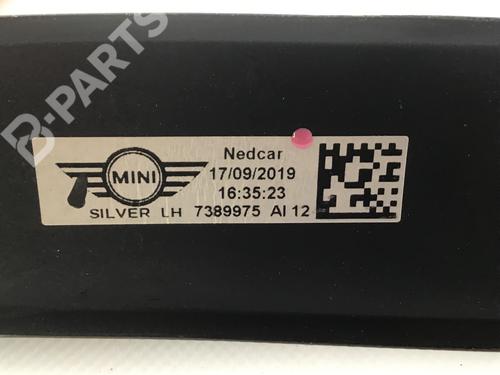 B-PARTS
MINI
Nedcar
17/09/2019
16:35:23
SILVER LH 7389975 AI 12